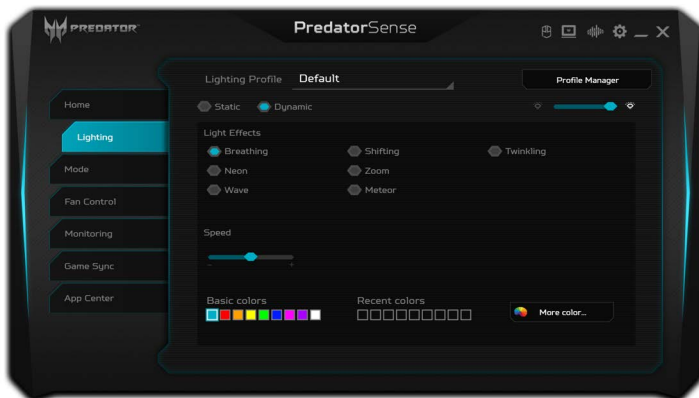 PREDATOR
PredatorSense
Lighting Profile Default
Profile Manager
Home
Lighting
Mode
Fan Control
Monitoring
Game Sync
App Center
Static Dynamic
Light Effects
Breathing Shifting Twinkling
Neon Zoom
Wave Meteor
Speed
- +
Basic colors Recent colors
More color...